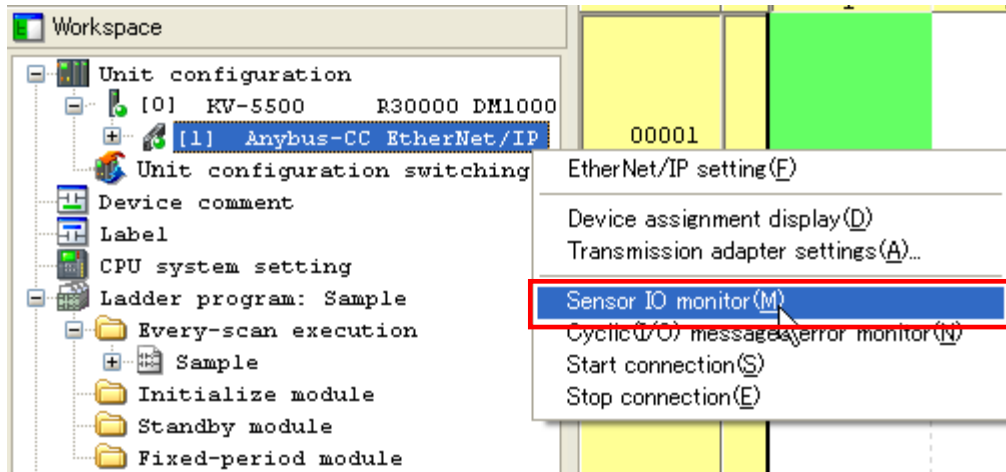 Workspace
Unit configuration
[0] KV-5500 R30000 DM1000
[1] Anybus-CC EtherNet/IP
Unit configuration switching
Device comment
Label
CPU system setting
Ladder program: Sample
Every-scan execution
Sample
Initialize module
Standby module
Fixed-period module
00001
EtherNet/IP setting(F)
Device assignment display(D)
Transmission adapter settings(A)...
Sensor IO monitor(M)
Cyclic(I/O) message error monitor(N)
Start connection(S)
Stop connection(E)